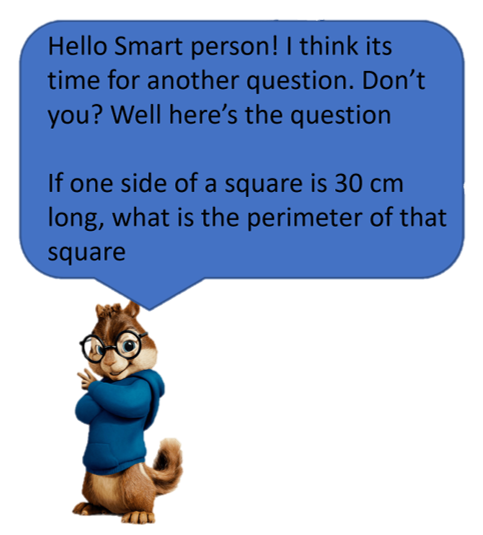 Hello Smart person! I think its
time for another question. Don’t
you? Well here’s the question
If one side of a square is 30 cm
long, what is the perimeter of that
square